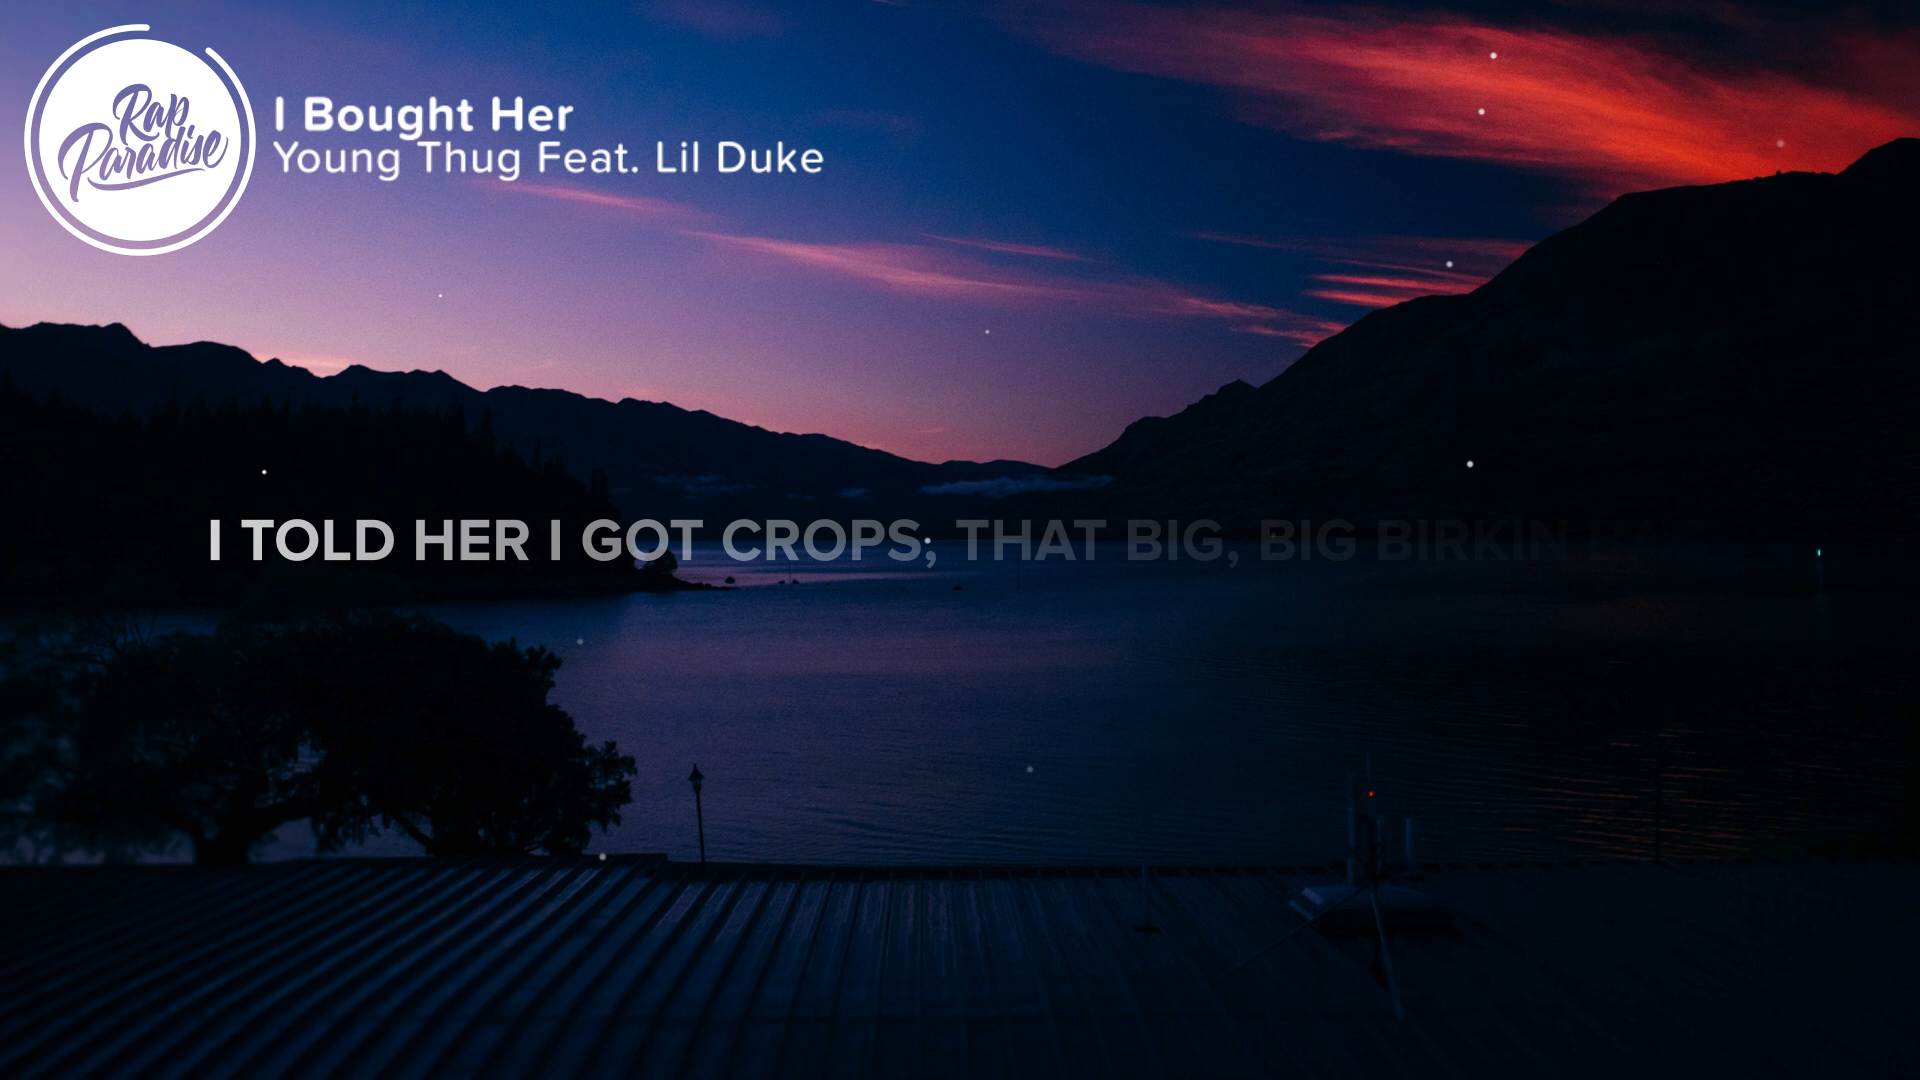 Rap
Paradise
I Bought Her
Young Thug Feat. Lil Duke
I TOLD HER I GOT CROPS, THAT BIG, BIG BIRKIN